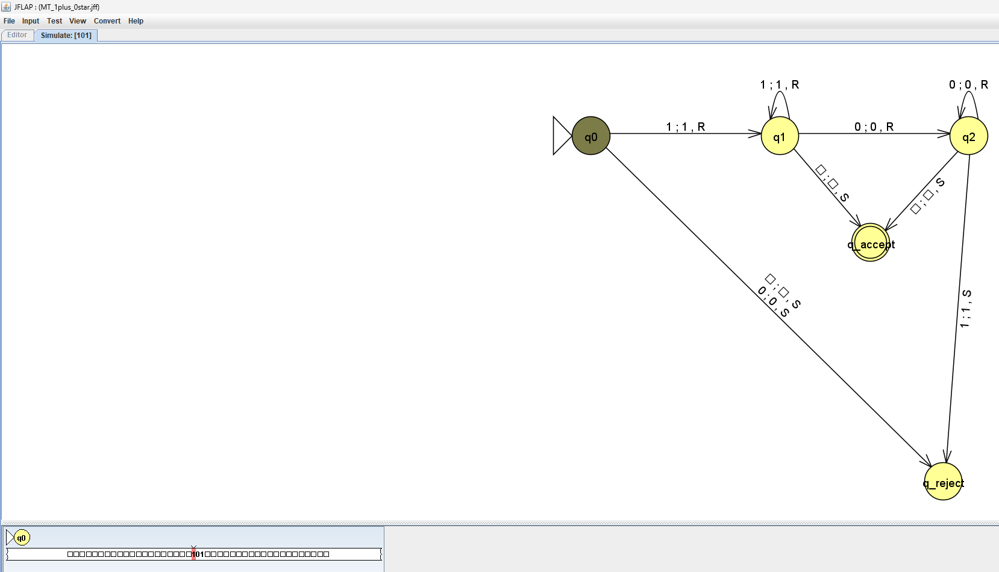 JFLAP : (MT_1plus_0star.jff)
File Input Test View Convert Help
Editor Simulate: [101]
1 ; 1 , R
0 ; 0 , R
q0
1 ; 1 , R
q1
0 ; 0 , R
q2
□ ; □ , S
□ ; □ , S
q_accept
□ ; □ , S
0 ; 0 , S
1 ; 1 , S
q_reject
q0
□□□□□□□□□□□□□□□□□□□□101□□□□□□□□□□□□□□□□□□□□